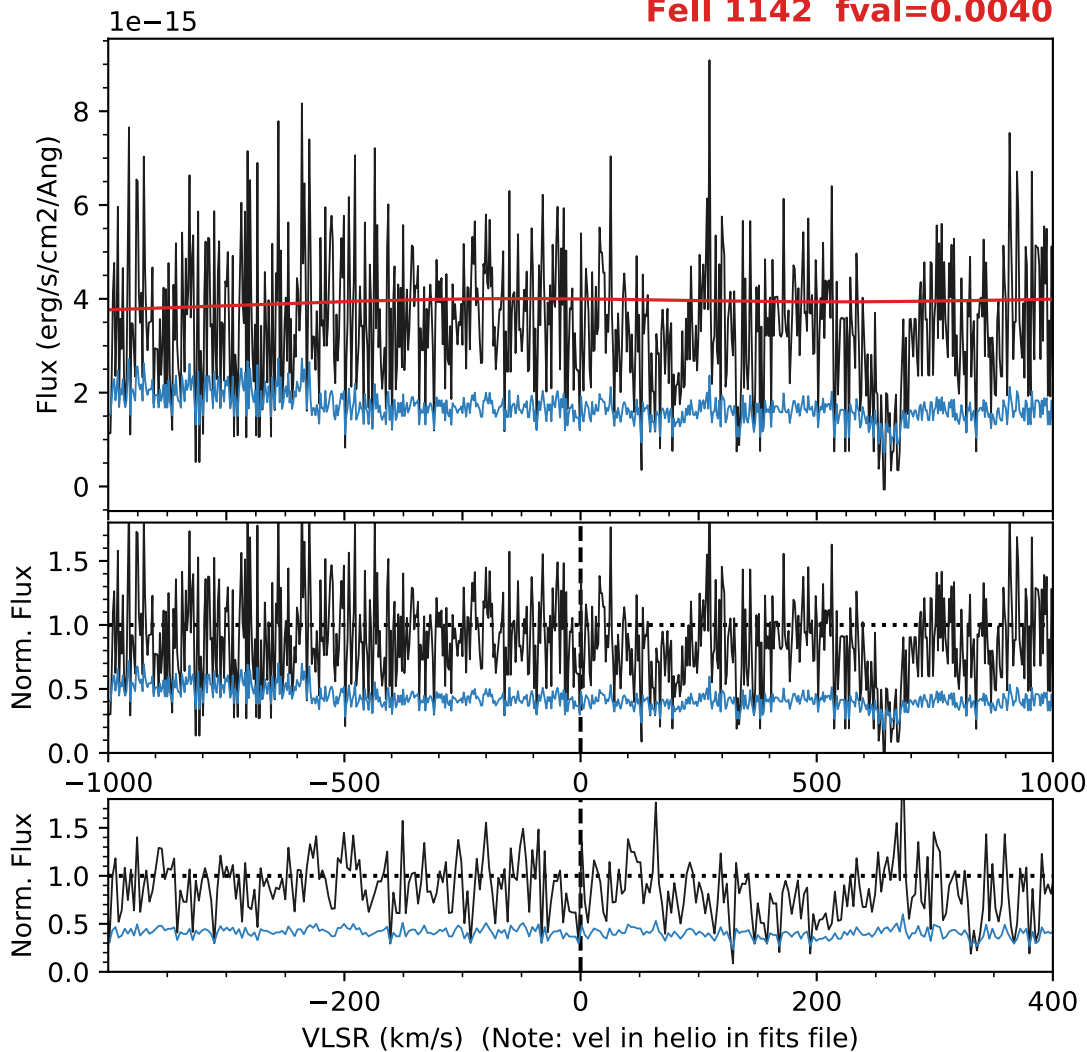 FeII 1142  fval=0.0040
1e−15
8
6
4
2
0
Flux (erg/s/cm2/Ang)
1.5
1.0
0.5
0.0
Norm. Flux
−1000 −500 0 500 1000
1.5
1.0
0.5
0.0
Norm. Flux
−200 0 200 400
VLSR (km/s)  (Note: vel in helio in fits file)